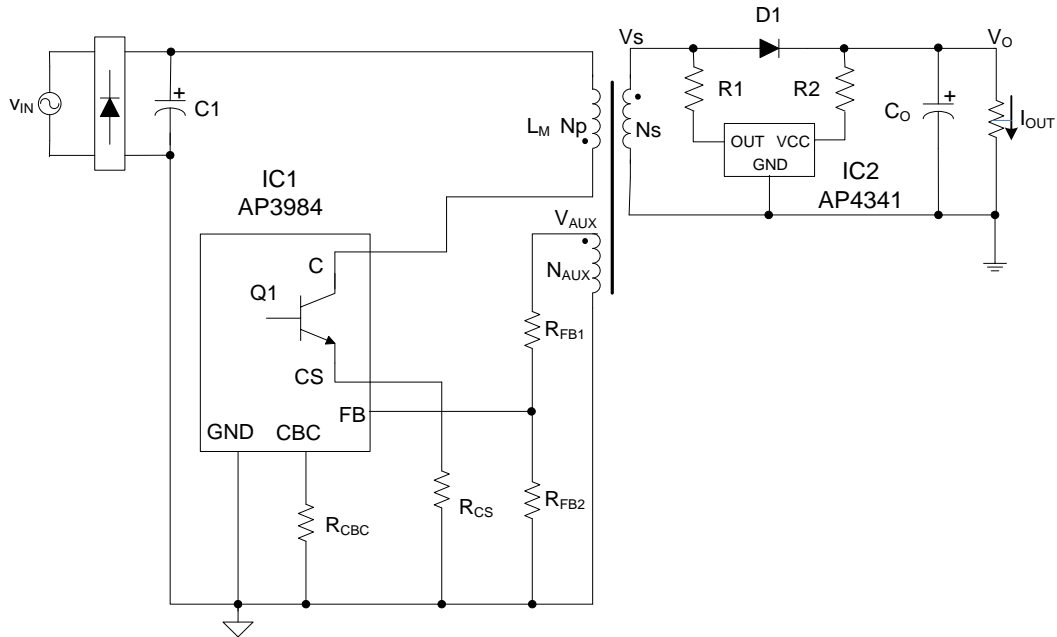 D1
Vs
VO
vIN
C1
R1
R2
CO
IOUT
LM Np
Ns
OUT VCC
GND
IC2
AP4341
IC1
AP3984
VAUX
NAUX
C
Q1
RFB1
CS
FB
GND CBC
RCS
RFB2
RCBC